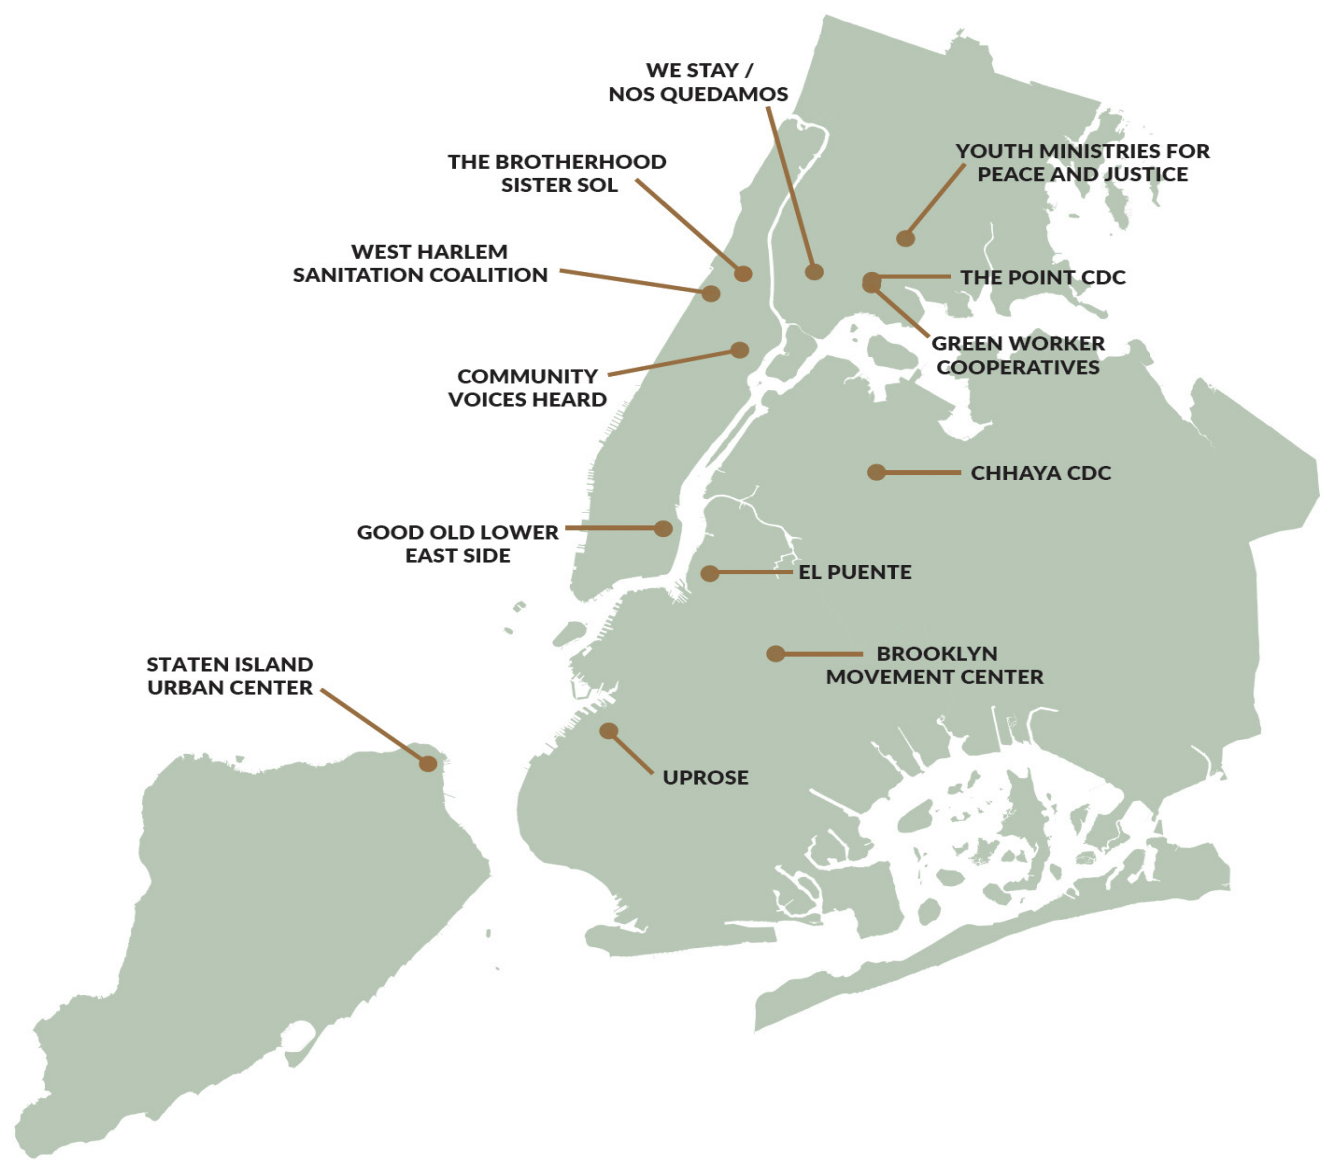 WE STAY /
NOS QUEDAMOS
YOUTH MINISTRIES FOR
PEACE AND JUSTICE
THE BROTHERHOOD
SISTER SOL
WEST HARLEM
SANITATION COALITION
THE POINT CDC
GREEN WORKER
COOPERATIVES
COMMUNITY
VOICES HEARD
CHHAYA CDC
GOOD OLD LOWER
EAST SIDE
EL PUENTE
BROOKLYN
MOVEMENT CENTER
STATEN ISLAND
URBAN CENTER
UPROSE